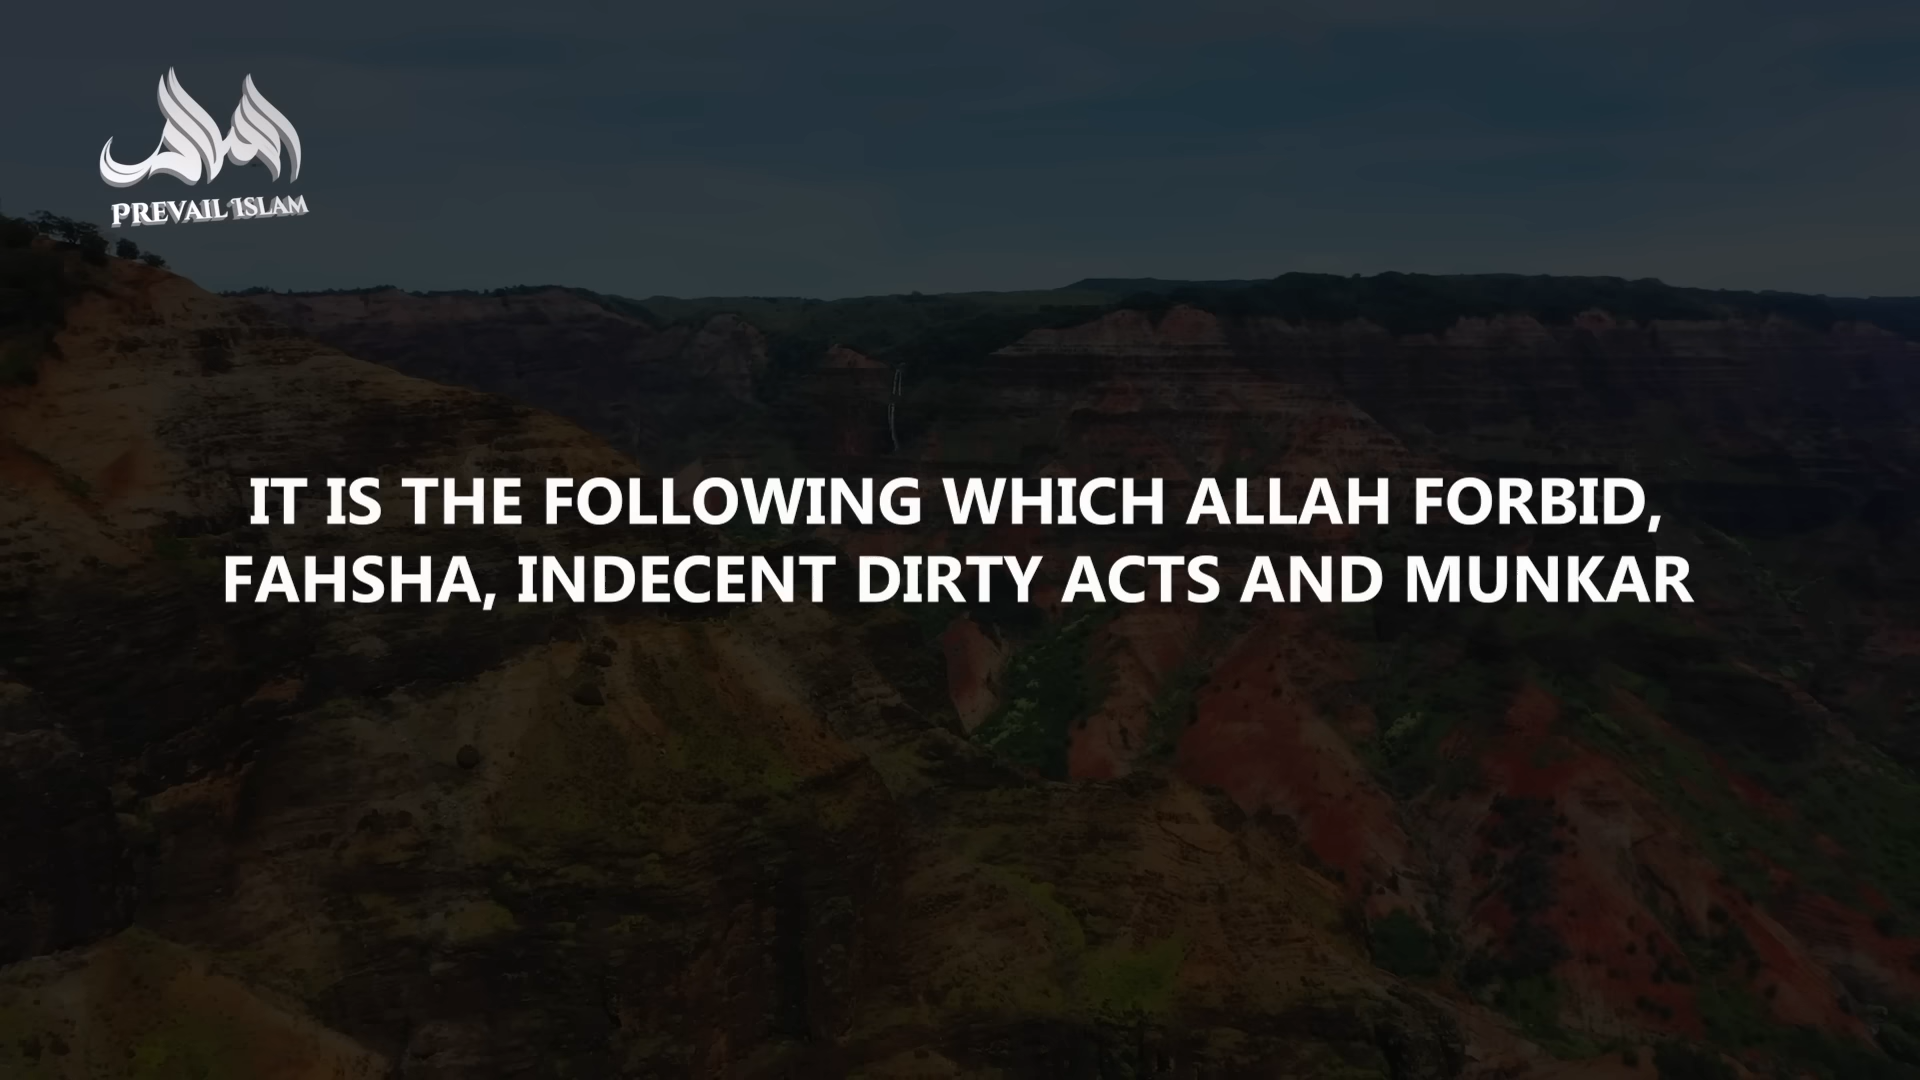 PREVAIL ISLAM
IT IS THE FOLLOWING WHICH ALLAH FORBID,
FAHSHA, INDECENT DIRTY ACTS AND MUNKAR